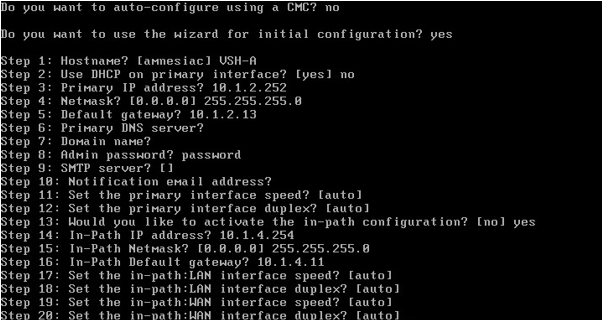 Do you want to auto-configure using a CMC? no
Do you want to use the wizard for initial configuration? yes
Step 1: Hostname? [amnesiac] VSH-A
Step 2: Use DHCP on primary interface? [yes] no
Step 3: Primary IP address? 10.1.2.252
Step 4: Netmask? [0.0.0.0] 255.255.255.0
Step 5: Default gateway? 10.1.2.13
Step 6: Primary DNS server?
Step 7: Domain name?
Step 8: Admin password? password
Step 9: SMTP server? []
Step 10: Notification email address?
Step 11: Set the primary interface speed? [auto]
Step 12: Set the primary interface duplex? [auto]
Step 13: Would you like to activate the in-path configuration? [no] yes
Step 14: In-Path IP address? 10.1.4.254
Step 15: In-Path Netmask? [0.0.0.0] 255.255.255.0
Step 16: In-Path Default gateway? 10.1.4.11
Step 17: Set the in-path:LAN interface speed? [auto]
Step 18: Set the in-path:LAN interface duplex? [auto]
Step 19: Set the in-path:WAN interface speed? [auto]
Step 20: Set the in-path:WAN interface duplex? [auto]